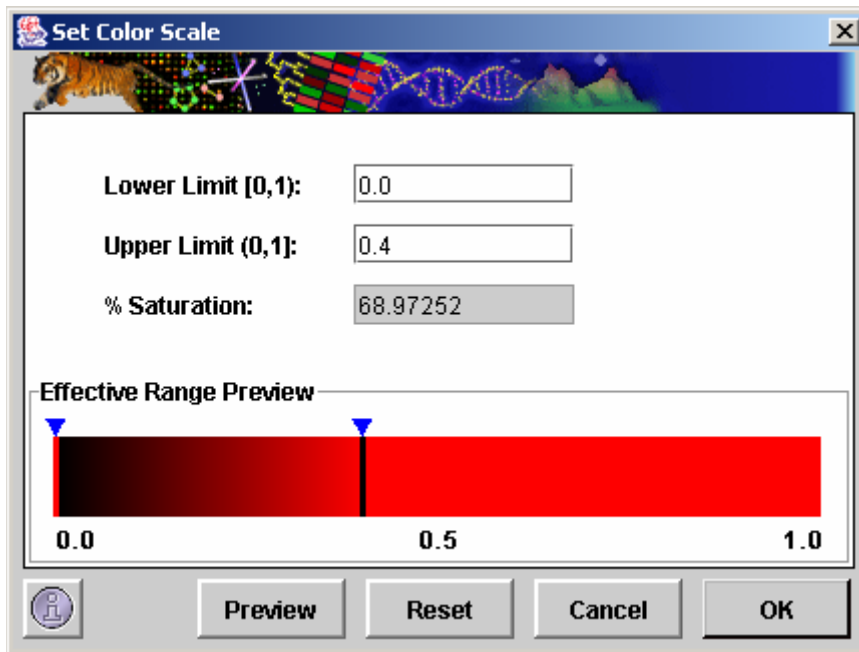 Set Color Scale
Lower Limit [0,1): 0.0
Upper Limit (0,1]: 0.4
% Saturation: 68.97252
Effective Range Preview
0.0 0.5 1.0
Preview Reset Cancel OK